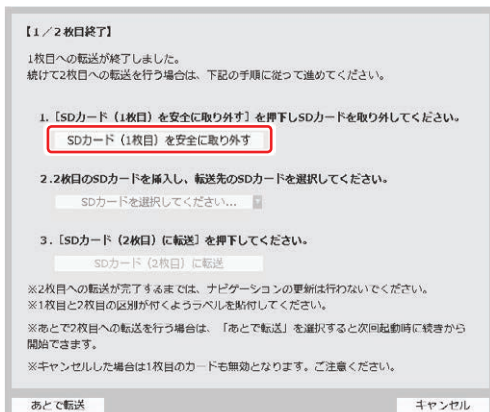 【1／2枚目終了】
1枚目への転送が終了しました。
続けて2枚目への転送を行う場合は、下記の手順に従って進めてください。
1.［SDカード（1枚目）を安全に取り外す］を押下しSDカードを取り外してください。
SDカード（1枚目）を安全に取り外す
2.2枚目のSDカードを挿入し、転送先のSDカードを選択してください。
SDカードを選択してください...
3.［SDカード（2枚目）に転送］を押下してください。
SDカード（2枚目）に転送
※2枚目への転送が完了するまでは、ナビゲーションの更新は行わないでください。
※1枚目と2枚目の区別が付くようラベルを貼付してください。
※あとで2枚目への転送を行う場合は、「あとで転送」を選択すると次回起動時に続きから
開始できます。
※キャンセルした場合は1枚目のカードも無効となります。ご注意ください。
あとで転送
キャンセル